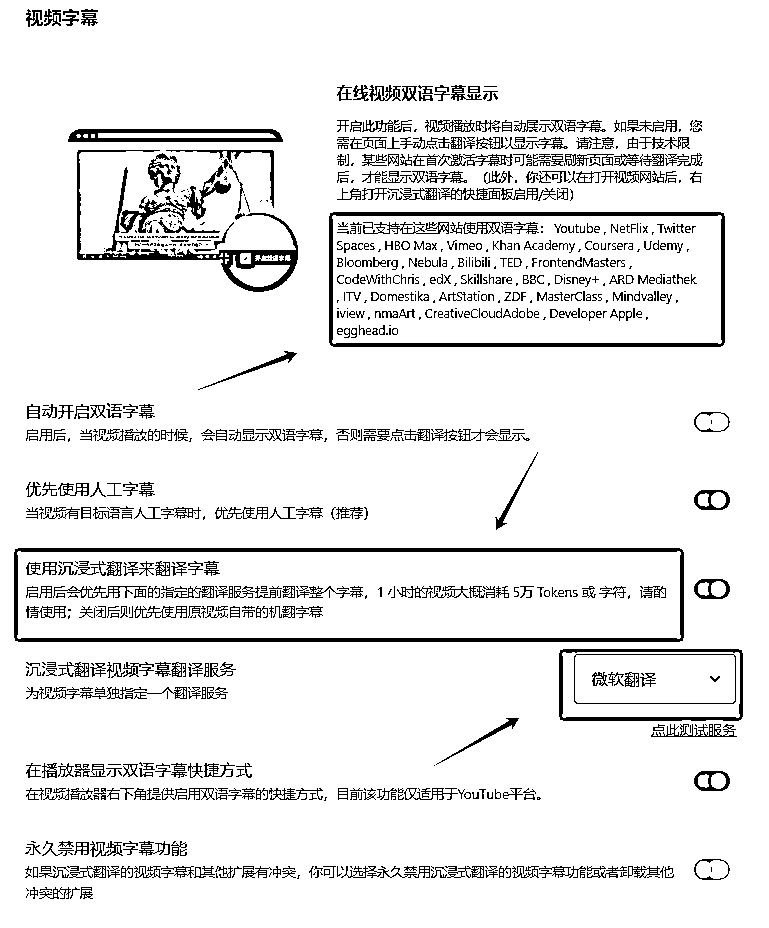 视频字幕
在线视频双语字幕显示
开启此功能后，视频播放时将自动展示双语字幕。如果未启用，您
需在页面上手动点击翻译按钮以显示字幕。请注意，由于技术限
制，某些网站在首次激活字幕时可能需要刷新页面或等待翻译完成
后，才能显示双语字幕。（此外，你还可以在打开视频网站后，右
上角打开沉浸式翻译的快捷面板启用/关闭）
当前已支持在这些网站使用双语字幕： Youtube , NetFlix , Twitter
Spaces , HBO Max , Vimeo , Khan Academy , Coursera , Udemy ,
Bloomberg , Nebula , Bilibili , TED , FrontendMasters ,
CodeWithChris , edX , Skillshare , BBC , Disney+ , ARD Mediathek
, ITV , Domestika , ArtStation , ZDF , MasterClass , Mindvalley ,
iview , nmaArt , CreativeCloudAdobe , Developer Apple ,
egghead.io
自动开启双语字幕
启用后，当视频播放的时候，会自动显示双语字幕，否则需要点击翻译按钮才会显示。
优先使用人工字幕
当视频有目标语言人工字幕时，优先使用人工字幕（推荐）
使用沉浸式翻译来翻译字幕
启用后会优先用下面的指定的翻译服务提前翻译整个字幕，1 小时的视频大概消耗 5万 Tokens 或 字符，请酌
情使用；关闭后则优先使用原视频自带的机翻字幕
沉浸式翻译视频字幕翻译服务
为视频字幕单独指定一个翻译服务
微软翻译
点此测试服务
在播放器显示双语字幕快捷方式
在视频播放器右下角提供启用双语字幕的快捷方式，目前该功能仅适用于YouTube平台。
永久禁用视频字幕功能
如果沉浸式翻译的视频字幕和其他扩展有冲突，你可以选择永久禁用沉浸式翻译的视频字幕功能或者卸载其他
冲突的扩展